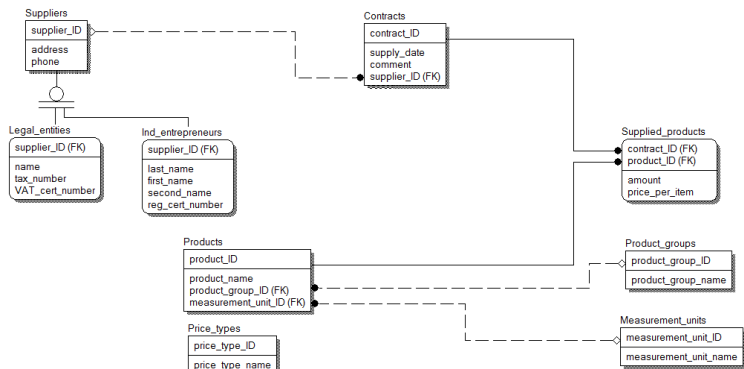 Suppliers
supplier_ID
address
phone
Contracts
contract_ID
supply_date
comment
supplier_ID (FK)
Legal_entities
supplier_ID (FK)
name
tax_number
VAT_cert_number
Ind_entrepreneurs
supplier_ID (FK)
last_name
first_name
second_name
reg_cert_number
Supplied_products
contract_ID (FK)
product_ID (FK)
amount
price_per_item
Products
product_ID
product_name
product_group_ID (FK)
measurement_unit_ID (FK)
Product_groups
product_group_ID
product_group_name
Measurement_units
measurement_unit_ID
measurement_unit_name
Price_types
price_type_ID
price_type_name